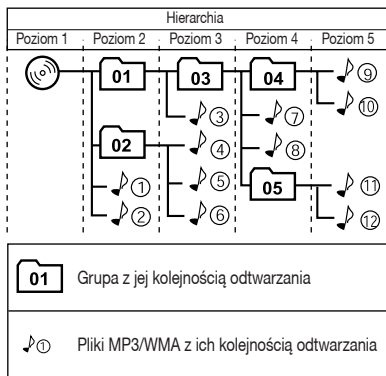 Hierarchia
Poziom 1 Poziom 2 Poziom 3 Poziom 4 Poziom 5
01 03 04 ⑨
⑩
③ ⑦
02 ④ ⑧
① ⑤ 05 ⑪
② ⑥ ⑫
01 Grupa z jej kolejnością odtwarzania
① Pliki MP3/WMA z ich kolejnością odtwarzania